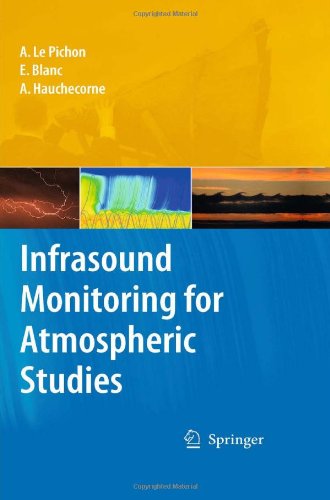 A. Le Pichon
E. Blanc
A. Hauchecorne
Infrasound
Monitoring for
Atmospheric
Studies
Springer